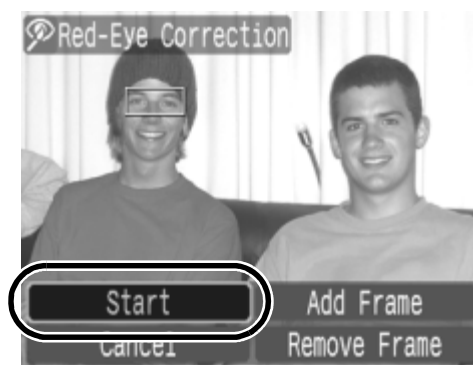 Red-Eye Correction
Start
Add Frame
Cancel
Remove Frame